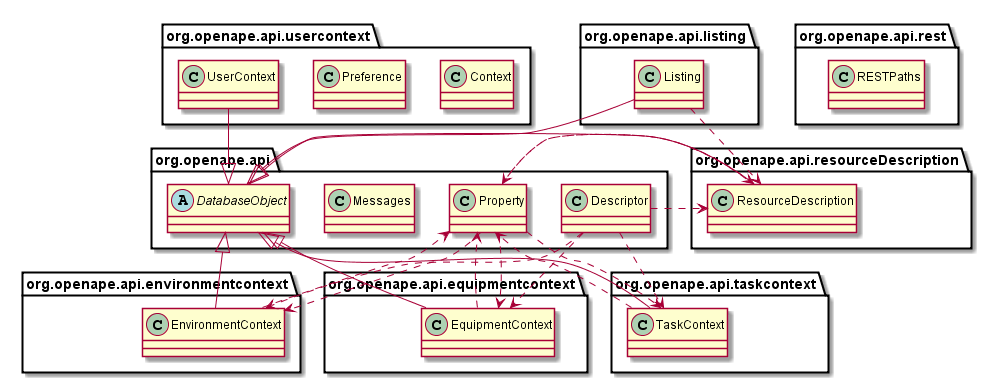 org.openape.api.usercontext
org.openape.api.listing
org.openape.api.rest
C UserContext
C Preference
C Context
C Listing
C RESTPaths
org.openape.api
org.openape.api.resourceDescription
A DatabaseObject
C Messages
C Property
C Descriptor
C ResourceDescription
org.openape.api.environmentcontext
org.openape.api.equipmentcontext
org.openape.api.taskcontext
C EnvironmentContext
C EquipmentContext
C TaskContext